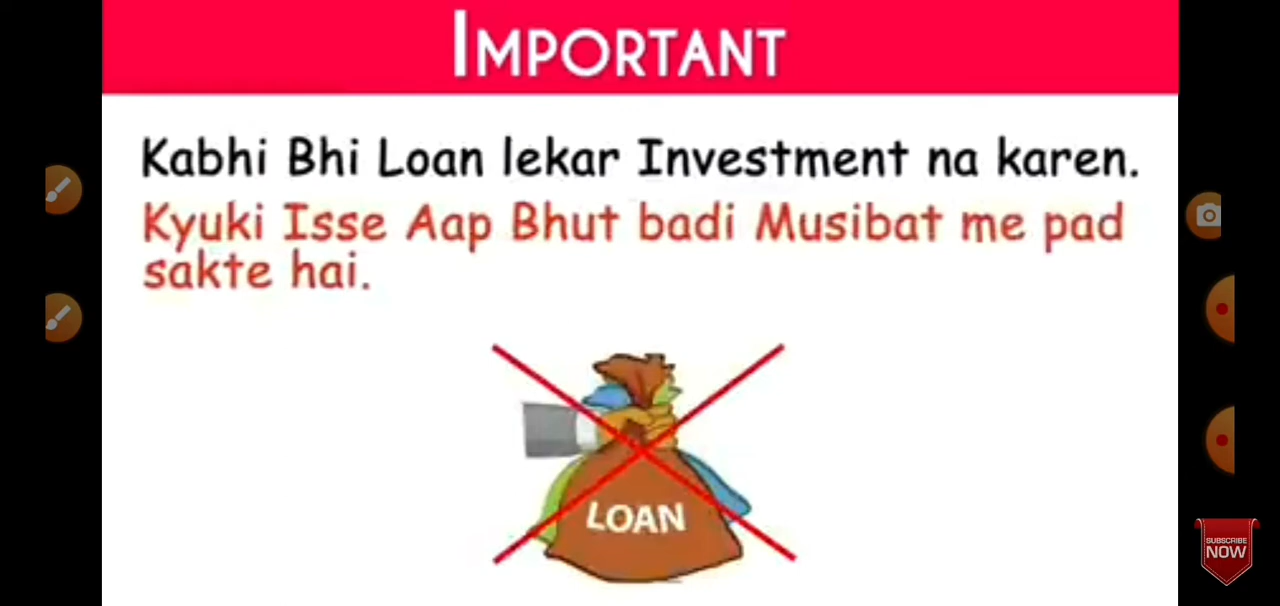 IMPORTANT
Kabhi Bhi Loan lekar Investment na karen.
Kyuki Isse Aap Bhut badi Musibat me pad
sakte hai.
LOAN
SUBSCRIBE
NOW